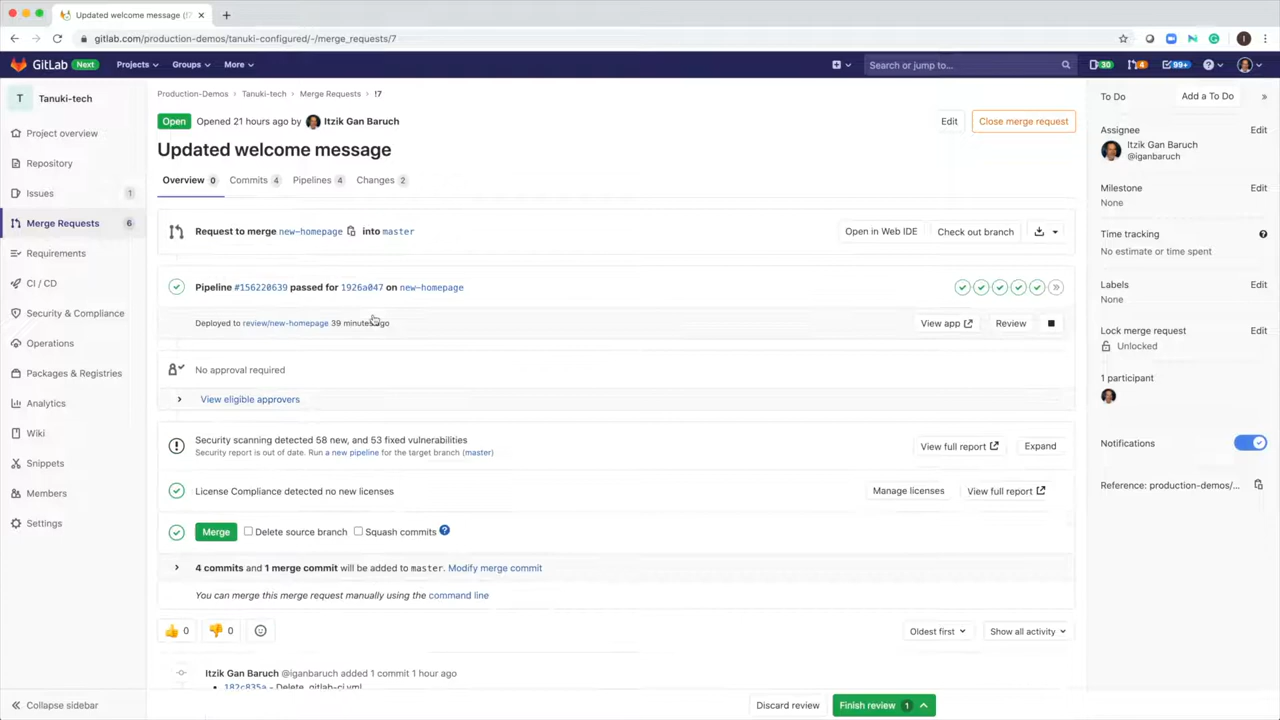 Updated welcome message (!7
gitlab.com/production-demos/tanuki-configured/-/merge_requests/7
I
GitLab Next Projects Groups More Search or jump to... 30 4 99+
T Tanuki-tech
Project overview
Repository
Issues 1
Merge Requests 6
Requirements
CI / CD
Security & Compliance
Operations
Packages & Registries
Analytics
Wiki
Snippets
Members
Settings
Collapse sidebar
Production-Demos Tanuki-tech Merge Requests !7
Open Opened 21 hours ago by Itzik Gan Baruch Edit Close merge request
Updated welcome message
Overview 0 Commits 4 Pipelines 4 Changes 2
Request to merge new-homepage into master Open in Web IDE Check out branch
Pipeline #156220639 passed for 1926a047 on new-homepage
Deployed to review/new-homepage 39 minutes ago View app Review
No approval required
View eligible approvers
Security scanning detected 58 new, and 53 fixed vulnerabilities View full report Expand
Security report is out of date. Run a new pipeline for the target branch (master)
License Compliance detected no new licenses Manage licenses View full report
Merge Delete source branch Squash commits ?
4 commits and 1 merge commit will be added to master. Modify merge commit
You can merge this merge request manually using the command line
0 0 Oldest first Show all activity
Itzik Gan Baruch @iganbaruch added 1 commit 1 hour ago
182c835a - Delete .gitlab-ci.yml
Discard review Finish review 1
To Do Add a To Do
Assignee Edit
Itzik Gan Baruch
@iganbaruch
Milestone Edit
None
Time tracking
No estimate or time spent
Labels Edit
None
Lock merge request Edit
Unlocked
1 participant
Notifications
Reference: production-demos/...